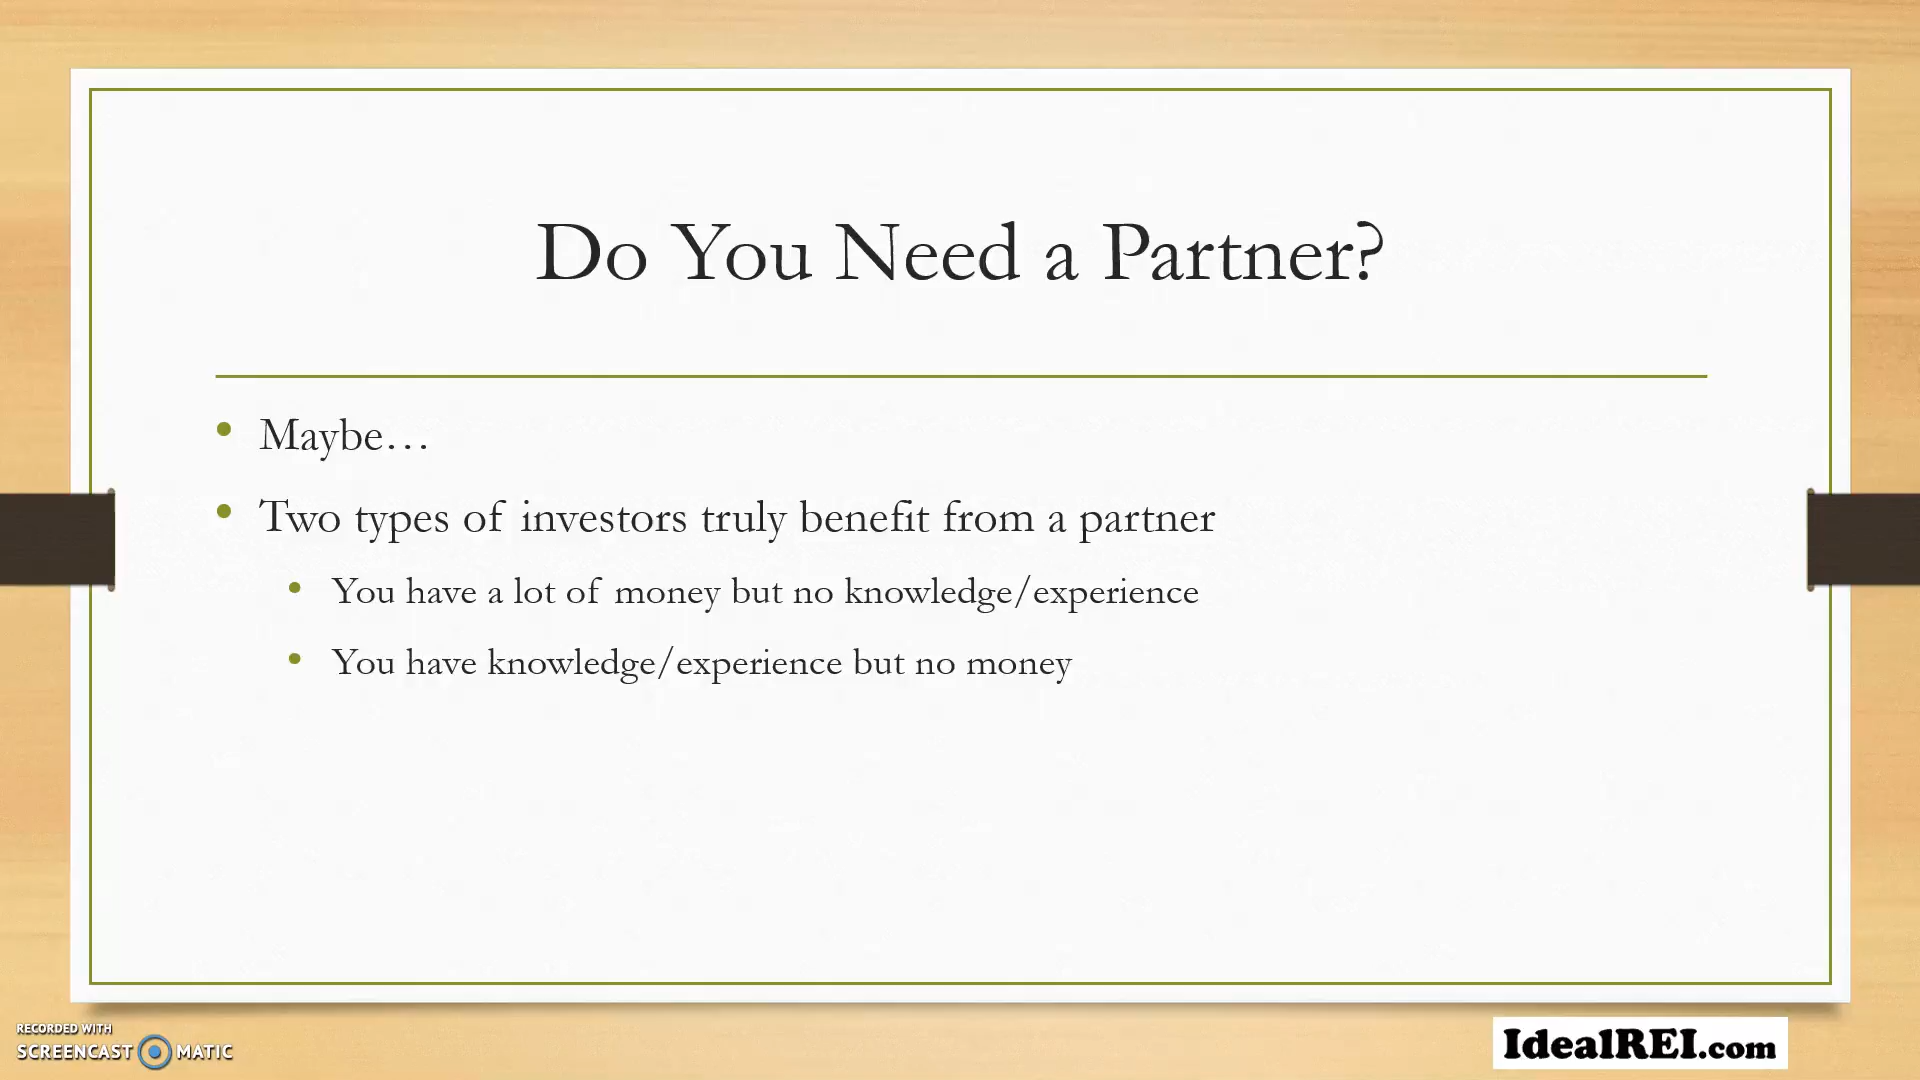 Do You Need a Partner?
Maybe…
Two types of investors truly benefit from a partner
You have a lot of money but no knowledge/experience
You have knowledge/experience but no money
RECORDED WITH
SCREENCAST MATIC
IdealREI.com